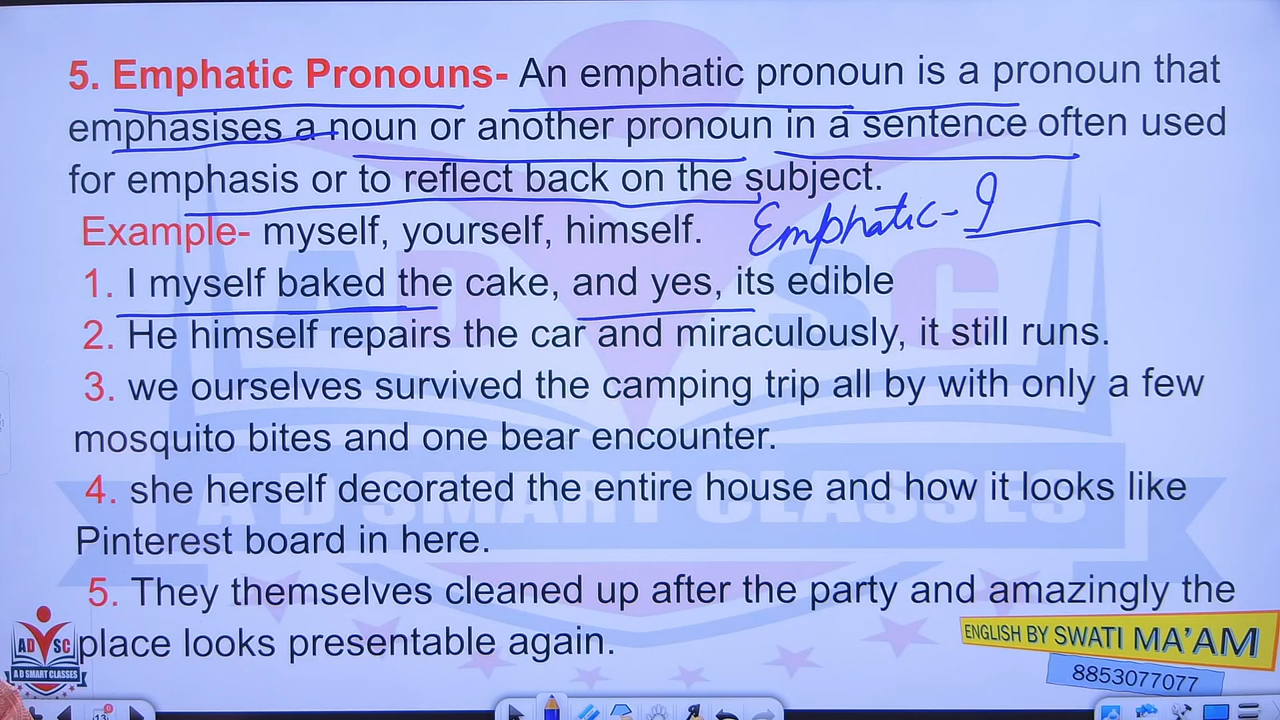 5. Emphatic Pronouns- An emphatic pronoun is a pronoun that
emphasises a noun or another pronoun in a sentence often used
for emphasis or to reflect back on the subject.
Example- myself, yourself, himself.
Emphatic - I
1. I myself baked the cake, and yes, its edible
2. He himself repairs the car and miraculously, it still runs.
3. we ourselves survived the camping trip all by with only a few
mosquito bites and one bear encounter.
4. she herself decorated the entire house and how it looks like
Pinterest board in here.
5. They themselves cleaned up after the party and amazingly the
place looks presentable again.
AD SC
A D SMART CLASSES
AD SC
A D SMART CLASSES
ENGLISH BY SWATI MA'AM
8853077077
13